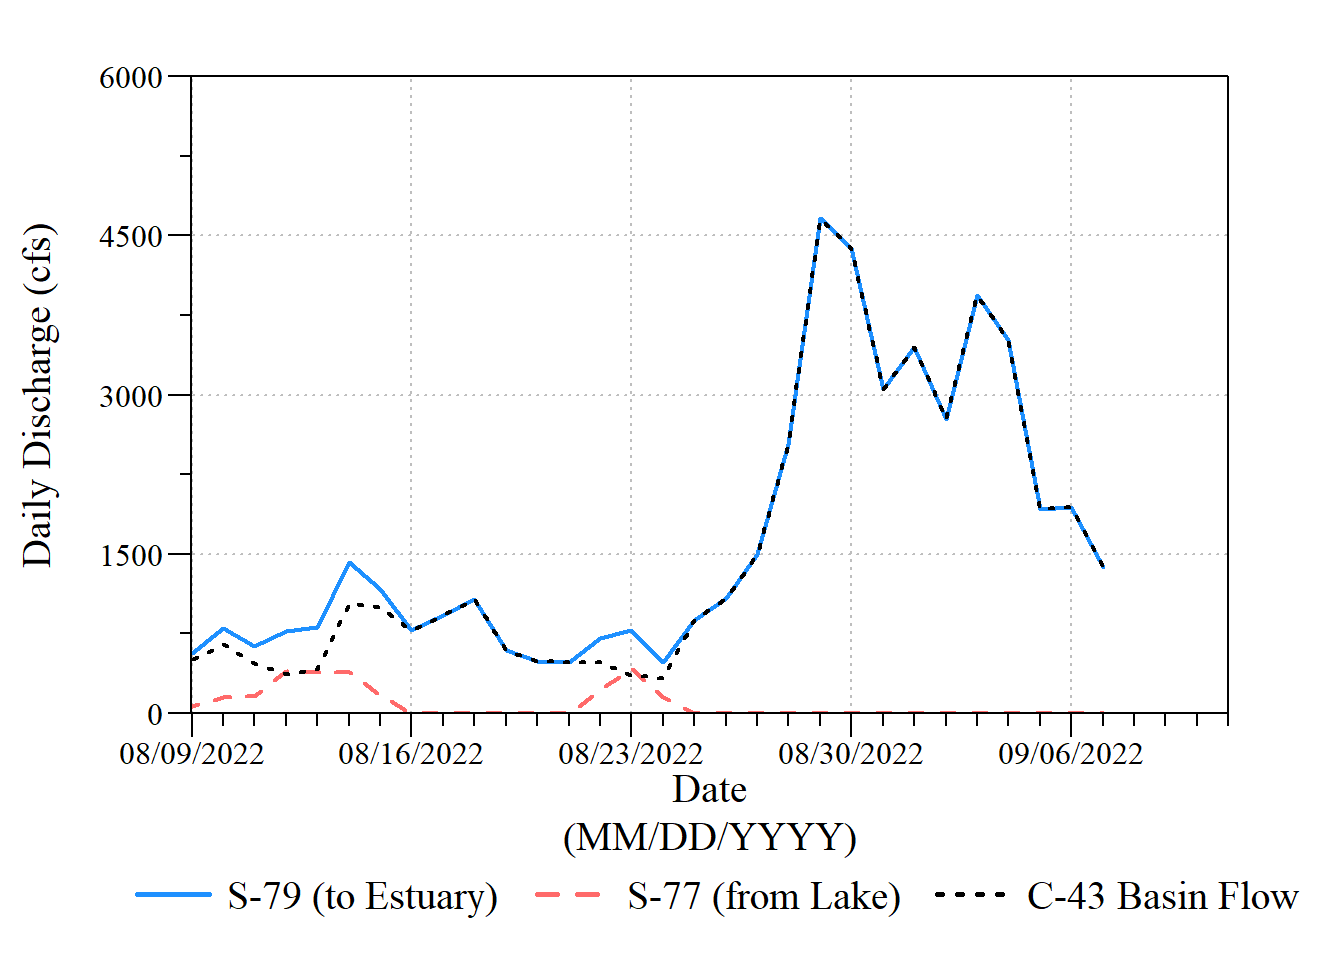 6000
4500
3000
1500
0
Daily Discharge (cfs)
08/09/2022 08/16/2022 08/23/2022 08/30/2022 09/06/2022
Date
(MM/DD/YYYY)
S-79 (to Estuary) S-77 (from Lake) C-43 Basin Flow